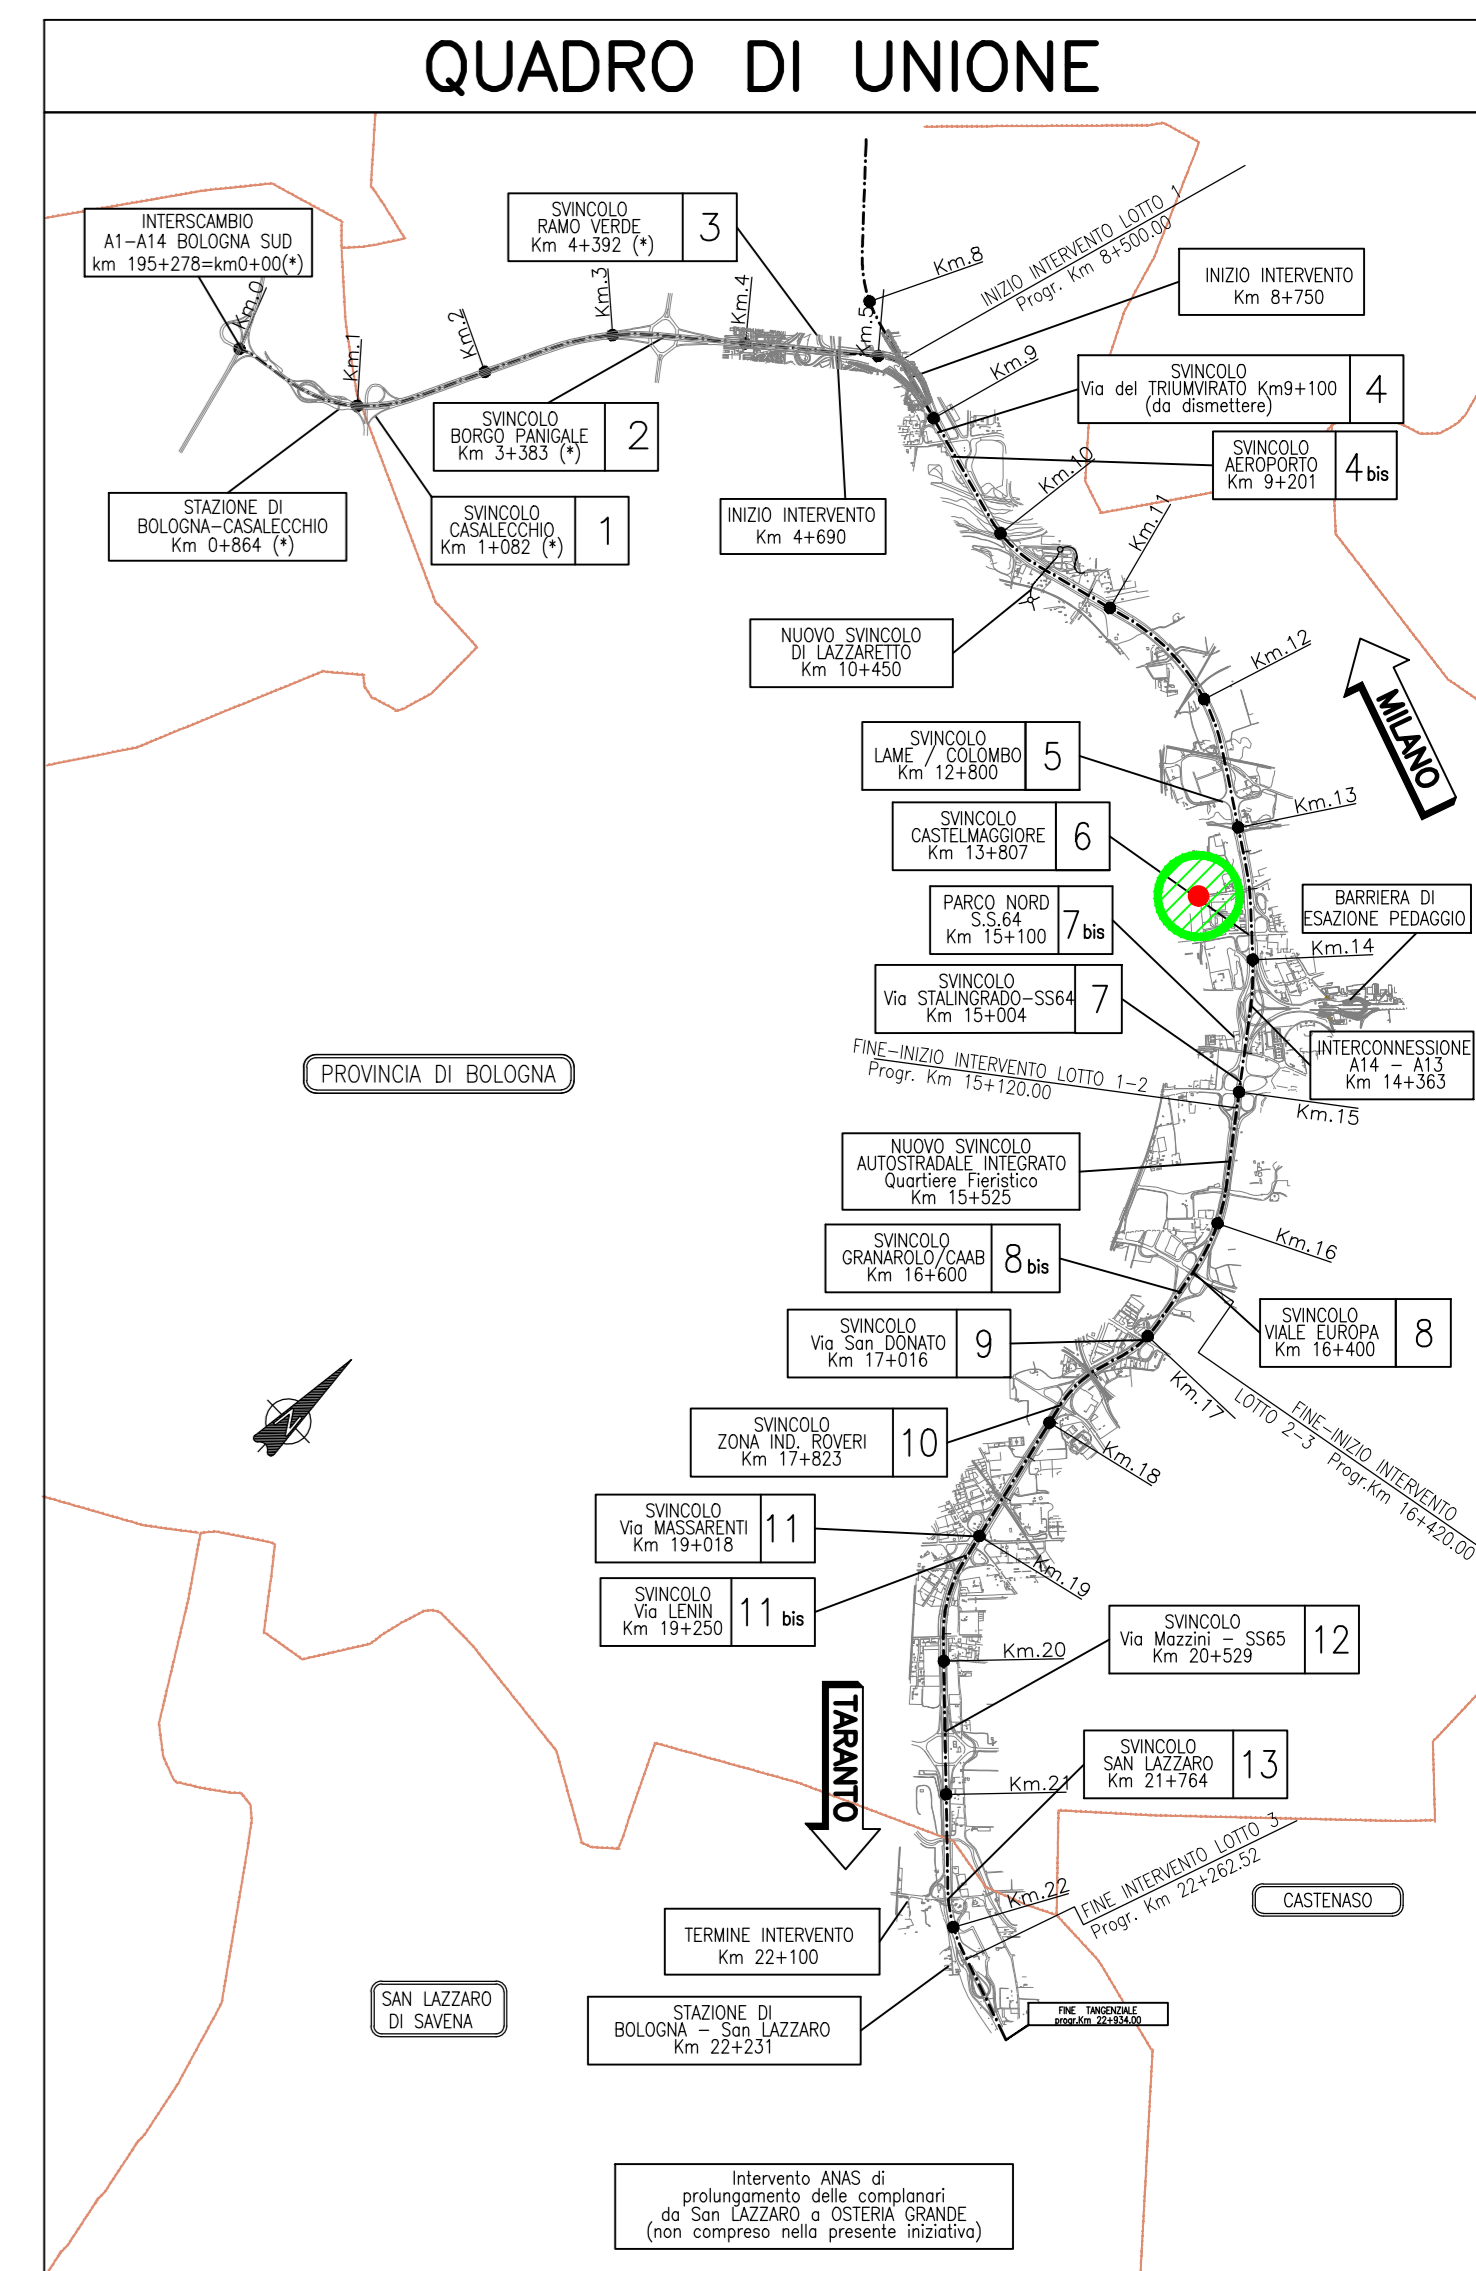 QUADRO DI UNIONE
INTERSCAMBIO
A1-A14 BOLOGNA SUD
km 195+278=km0+00(*)
SVINCOLO
RAMO VERDE
Km 4+392 (*)
3
Km.0
Km.1
Km.2
Km.3
Km.4
Km.5
Km.8
INIZIO INTERVENTO LOTTO 1
Progr. Km 8+500.00
INIZIO INTERVENTO
Km 8+750
Km.9
SVINCOLO
Via del TRIUMVIRATO Km9+100
(da dismettere)
4
SVINCOLO
BORGO PANIGALE
Km 3+383 (*)
2
SVINCOLO
AEROPORTO
Km 9+201
4 bis
STAZIONE DI
BOLOGNA-CASALECCHIO
Km 0+864 (*)
SVINCOLO
CASALECCHIO
Km 1+082 (*)
1
INIZIO INTERVENTO
Km 4+690
Km.10
Km.11
NUOVO SVINCOLO
DI LAZZARETTO
Km 10+450
Km.12
MILANO
SVINCOLO
LAME / COLOMBO
Km 12+800
5
Km.13
SVINCOLO
CASTELMAGGIORE
Km 13+807
6
PARCO NORD
S.S.64
Km 15+100
7 bis
BARRIERA DI
ESAZIONE PEDAGGIO
Km.14
SVINCOLO
Via STALINGRADO-SS64
Km 15+004
7
INTERCONNESSIONE
A14 - A13
Km 14+363
FINE-INIZIO INTERVENTO LOTTO 1-2
Progr. Km 15+120.00
PROVINCIA DI BOLOGNA
Km.15
NUOVO SVINCOLO
AUTOSTRADALE INTEGRATO
Quartiere Fieristico
Km 15+525
SVINCOLO
GRANAROLO/CAAB
Km 16+600
8 bis
Km.16
SVINCOLO
Via San DONATO
Km 17+016
9
SVINCOLO
VIALE EUROPA
Km 16+400
8
Km.17
FINE-INIZIO INTERVENTO
LOTTO 2-3 Progr.Km 16+420.00
N
SVINCOLO
ZONA IND. ROVERI
Km 17+823
10
Km.18
SVINCOLO
Via MASSARENTI
Km 19+018
11
Km.19
SVINCOLO
Via LENIN
Km 19+250
11 bis
SVINCOLO
Via Mazzini - SS65
Km 20+529
12
Km.20
TARANTO
SVINCOLO
SAN LAZZARO
Km 21+764
13
Km.21
Km.22
FINE INTERVENTO LOTTO 3
Progr. Km 22+262.52
CASTENASO
TERMINE INTERVENTO
Km 22+100
SAN LAZZARO
DI SAVENA
STAZIONE DI
BOLOGNA - San LAZZARO
Km 22+231
FINE TANGENZIALE
progr.Km 22+934.00
Intervento ANAS di
prolungamento delle complanari
da San LAZZARO a OSTERIA GRANDE
(non compreso nella presente iniziativa)